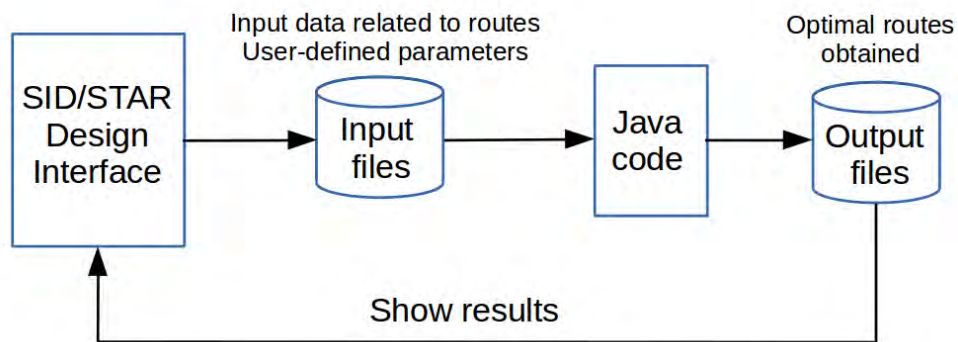 Input data related to routes
User-defined parameters
Optimal routes
obtained
SID/STAR
Design
Interface
Input
files
Java
code
Output
files
Show results